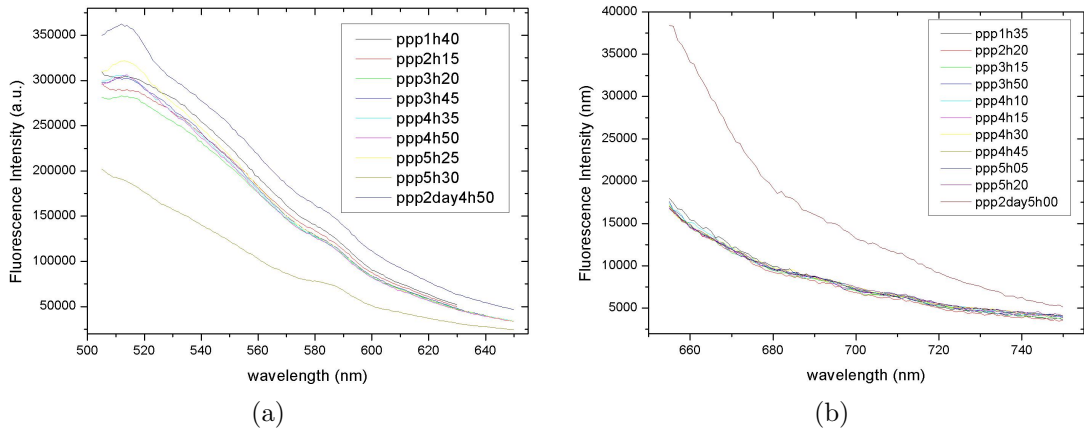 Fluorescence Intensity (a.u.)
350000
300000
250000
200000
150000
100000
50000
500 520 540 560 580 600 620 640
wavelength (nm)
ppp1h40
ppp2h15
ppp3h20
ppp3h45
ppp4h35
ppp4h50
ppp5h25
ppp5h30
ppp2day4h50
(a)
Fluorescence Intensity (nm)
40000
35000
30000
25000
20000
15000
10000
5000
660 680 700 720 740
wavelength (nm)
ppp1h35
ppp2h20
ppp3h15
ppp3h50
ppp4h10
ppp4h15
ppp4h30
ppp4h45
ppp5h05
ppp5h20
ppp2day5h00
(b)